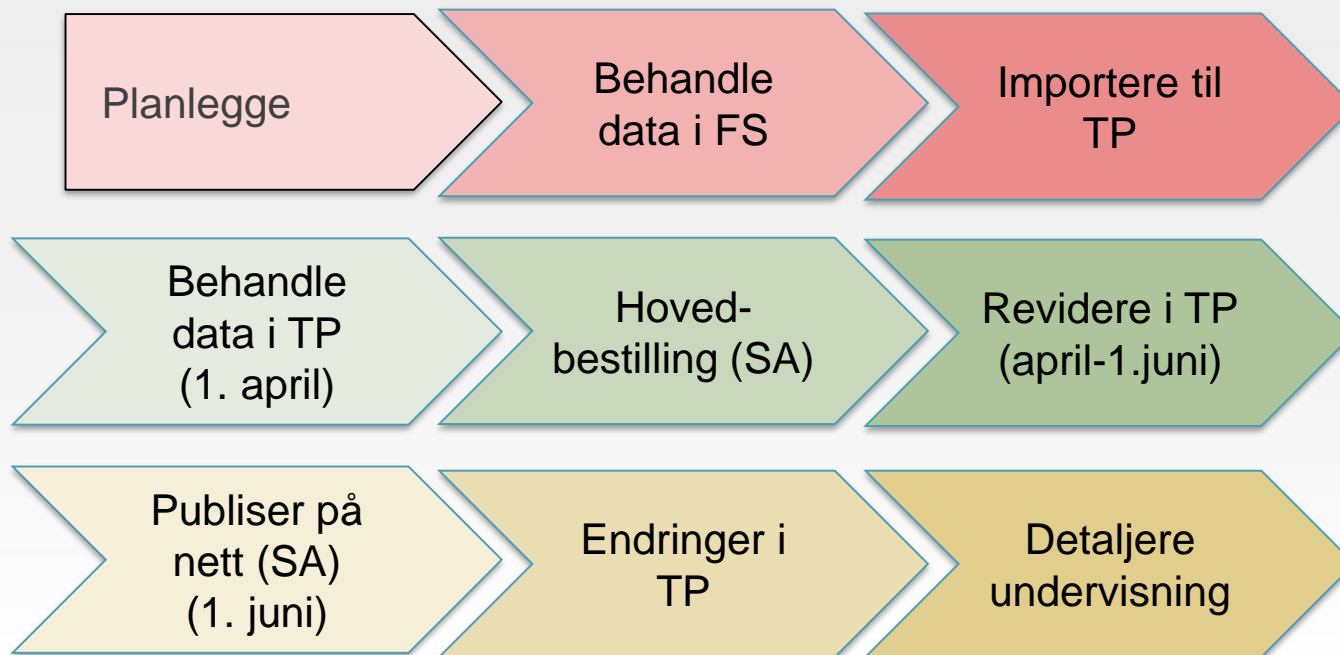 Planlegge
Behandle
data i FS
Importere til
TP
Behandle
data i TP
(1. april)
Hoved-
bestilling (SA)
Revidere i TP
(april-1.juni)
Publiser på
nett (SA)
(1. juni)
Endringer i
TP
Detaljere
undervisning